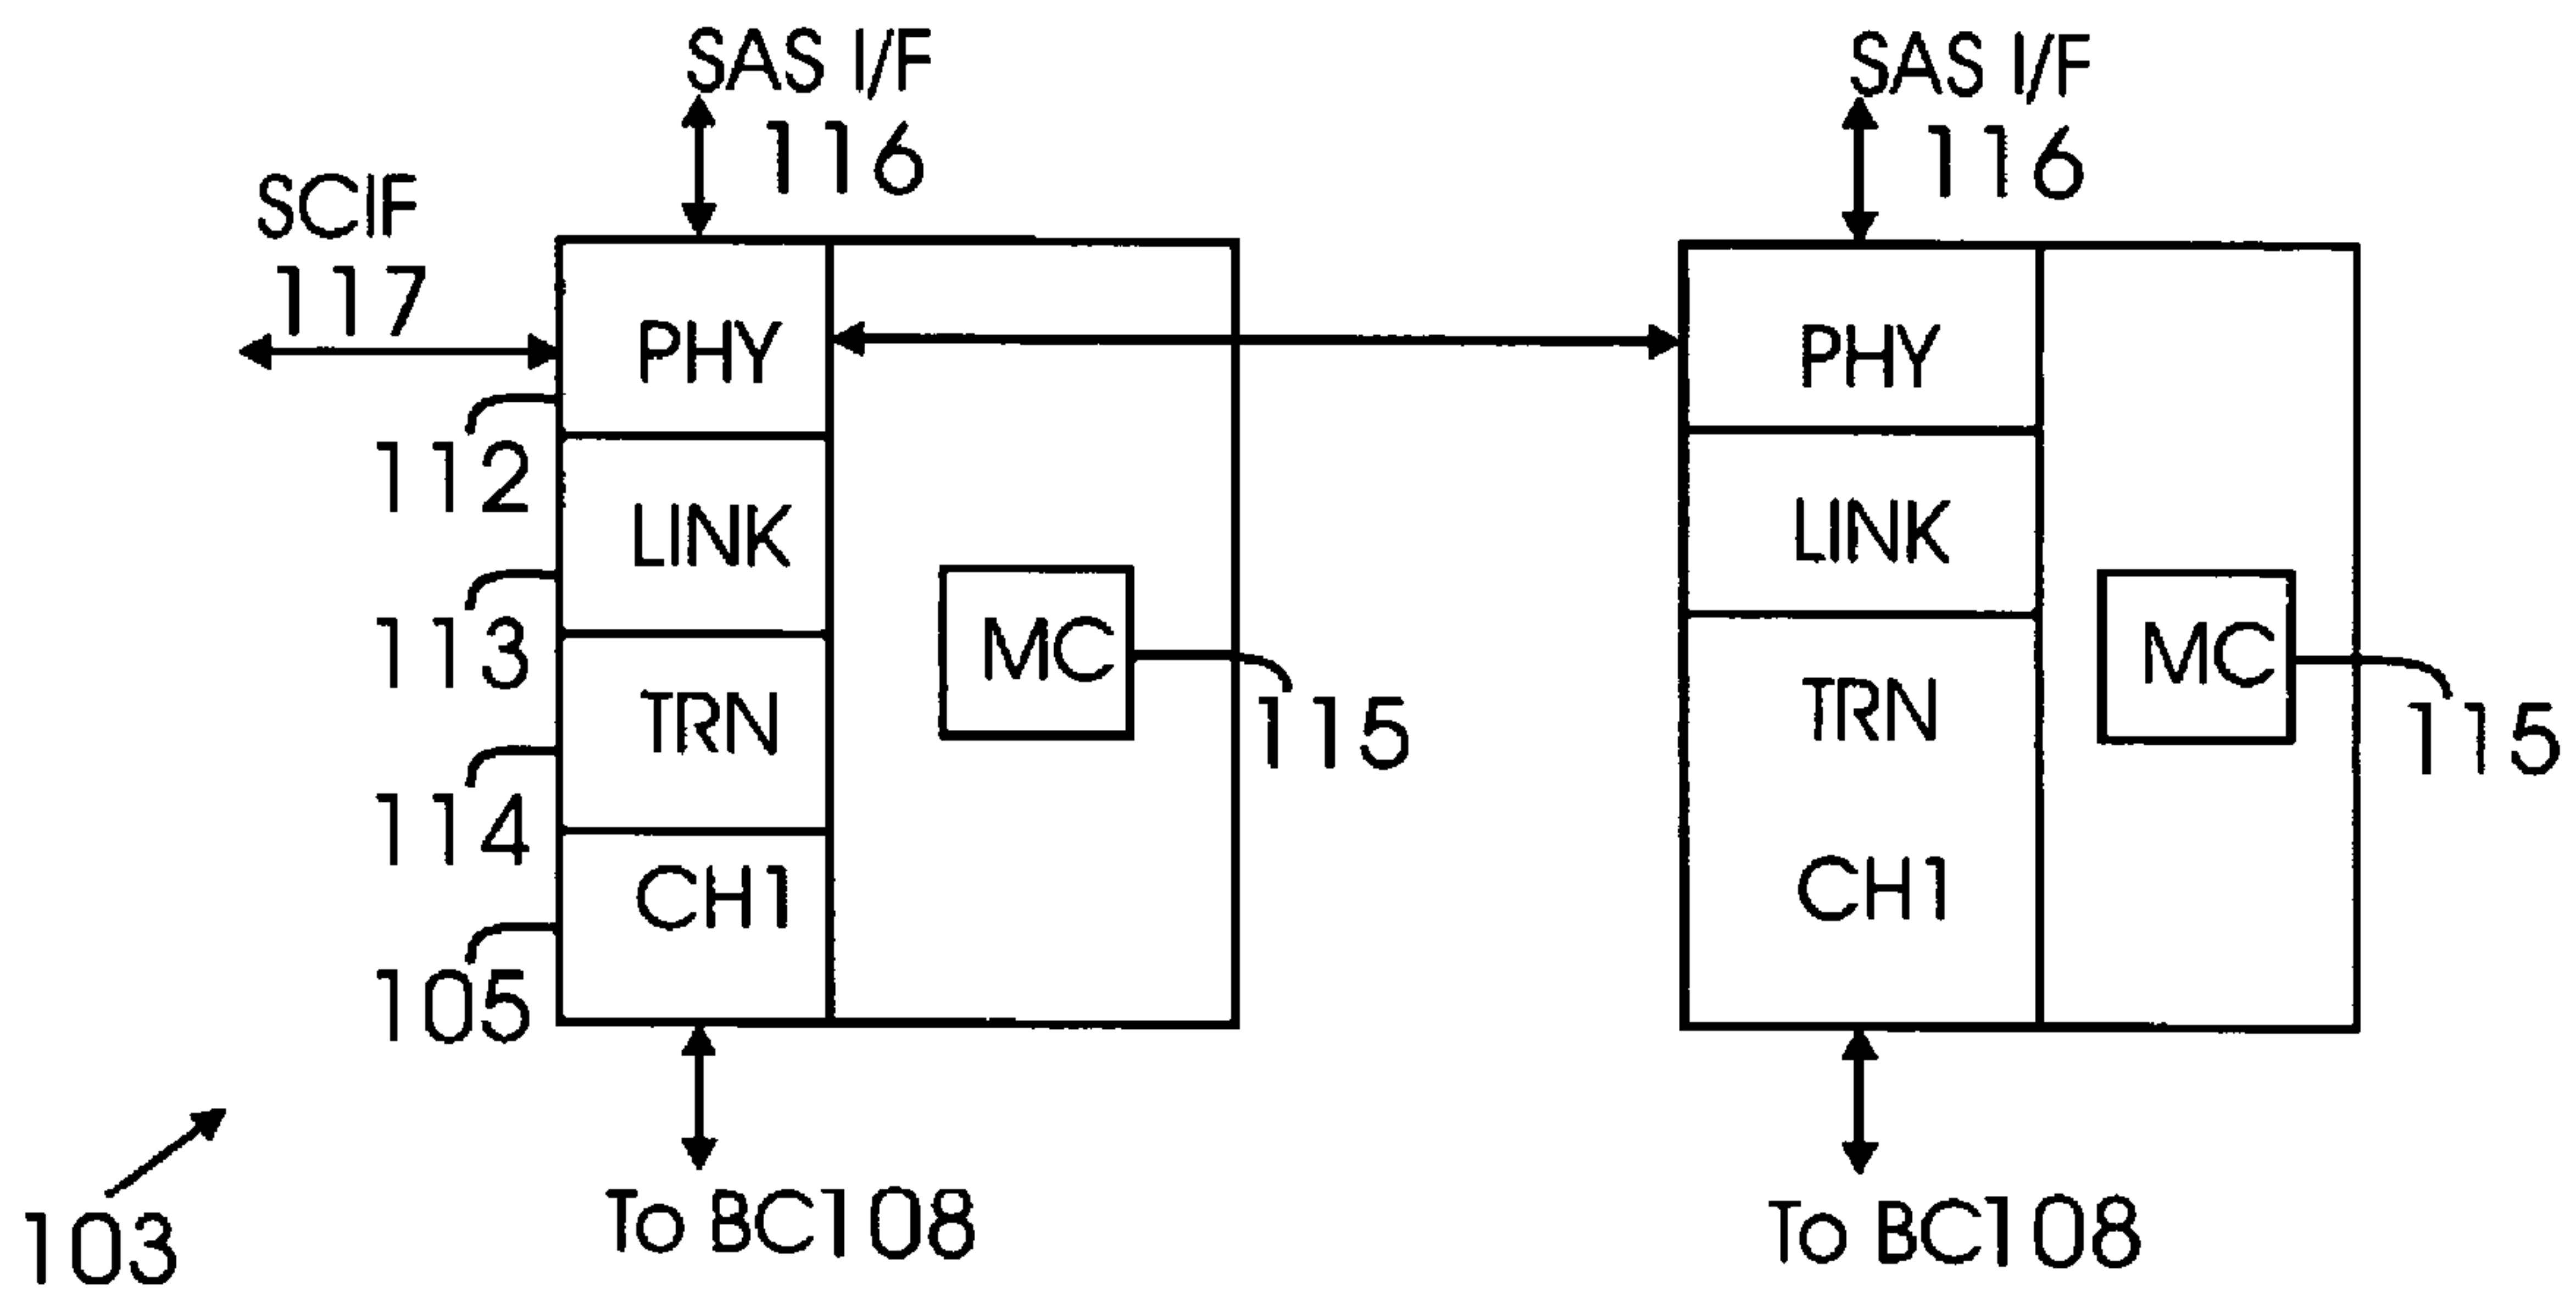 SAS I/F
116
SAS I/F
116
SCIF
117
PHY
PHY
112
LINK
LINK
113
MC
115
MC
115
TRN
TRN
114
CH1
CH1
105
To BC108
To BC108
103